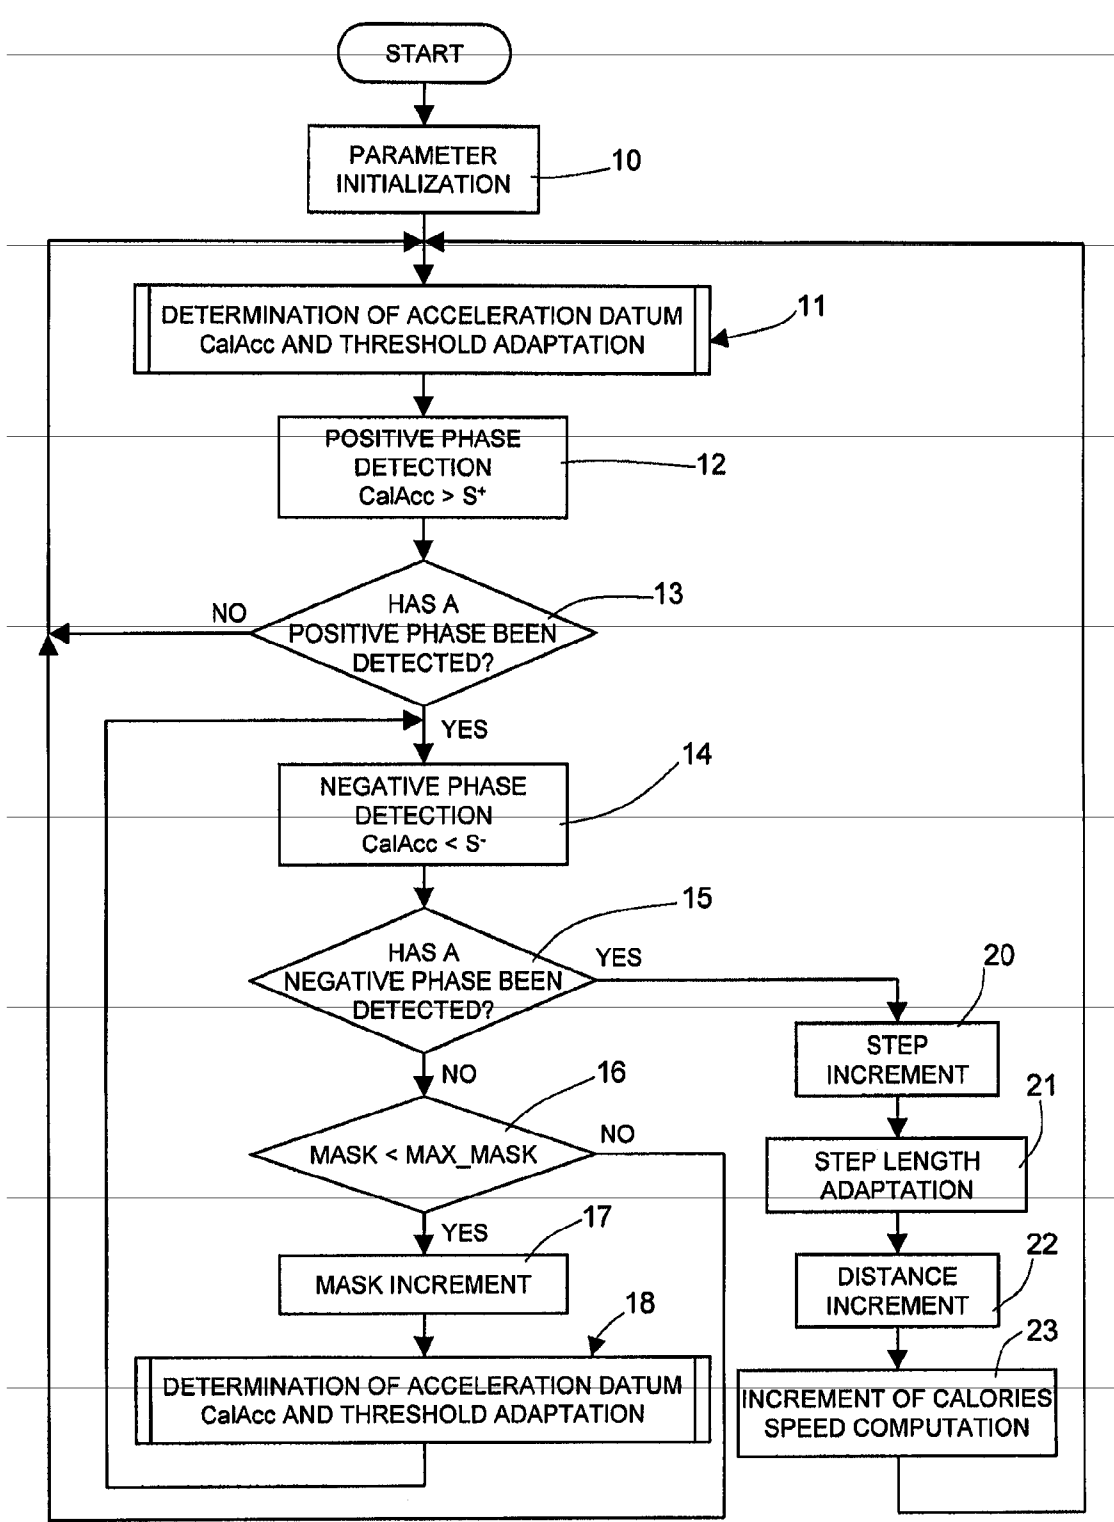 START
PARAMETER
INITIALIZATION
10
DETERMINATION OF ACCELERATION DATUM
CalAcc AND THRESHOLD ADAPTATION
11
POSITIVE PHASE
DETECTION
CalAcc > S⁺
12
HAS A
POSITIVE PHASE BEEN
DETECTED?
13
NO
YES
NEGATIVE PHASE
DETECTION
CalAcc < S⁻
14
HAS A
NEGATIVE PHASE BEEN
DETECTED?
15
YES
NO
MASK < MAX_MASK
16
NO
YES
MASK INCREMENT
17
DETERMINATION OF ACCELERATION DATUM
CalAcc AND THRESHOLD ADAPTATION
18
STEP
INCREMENT
20
STEP LENGTH
ADAPTATION
21
DISTANCE
INCREMENT
22
INCREMENT OF CALORIES
SPEED COMPUTATION
23